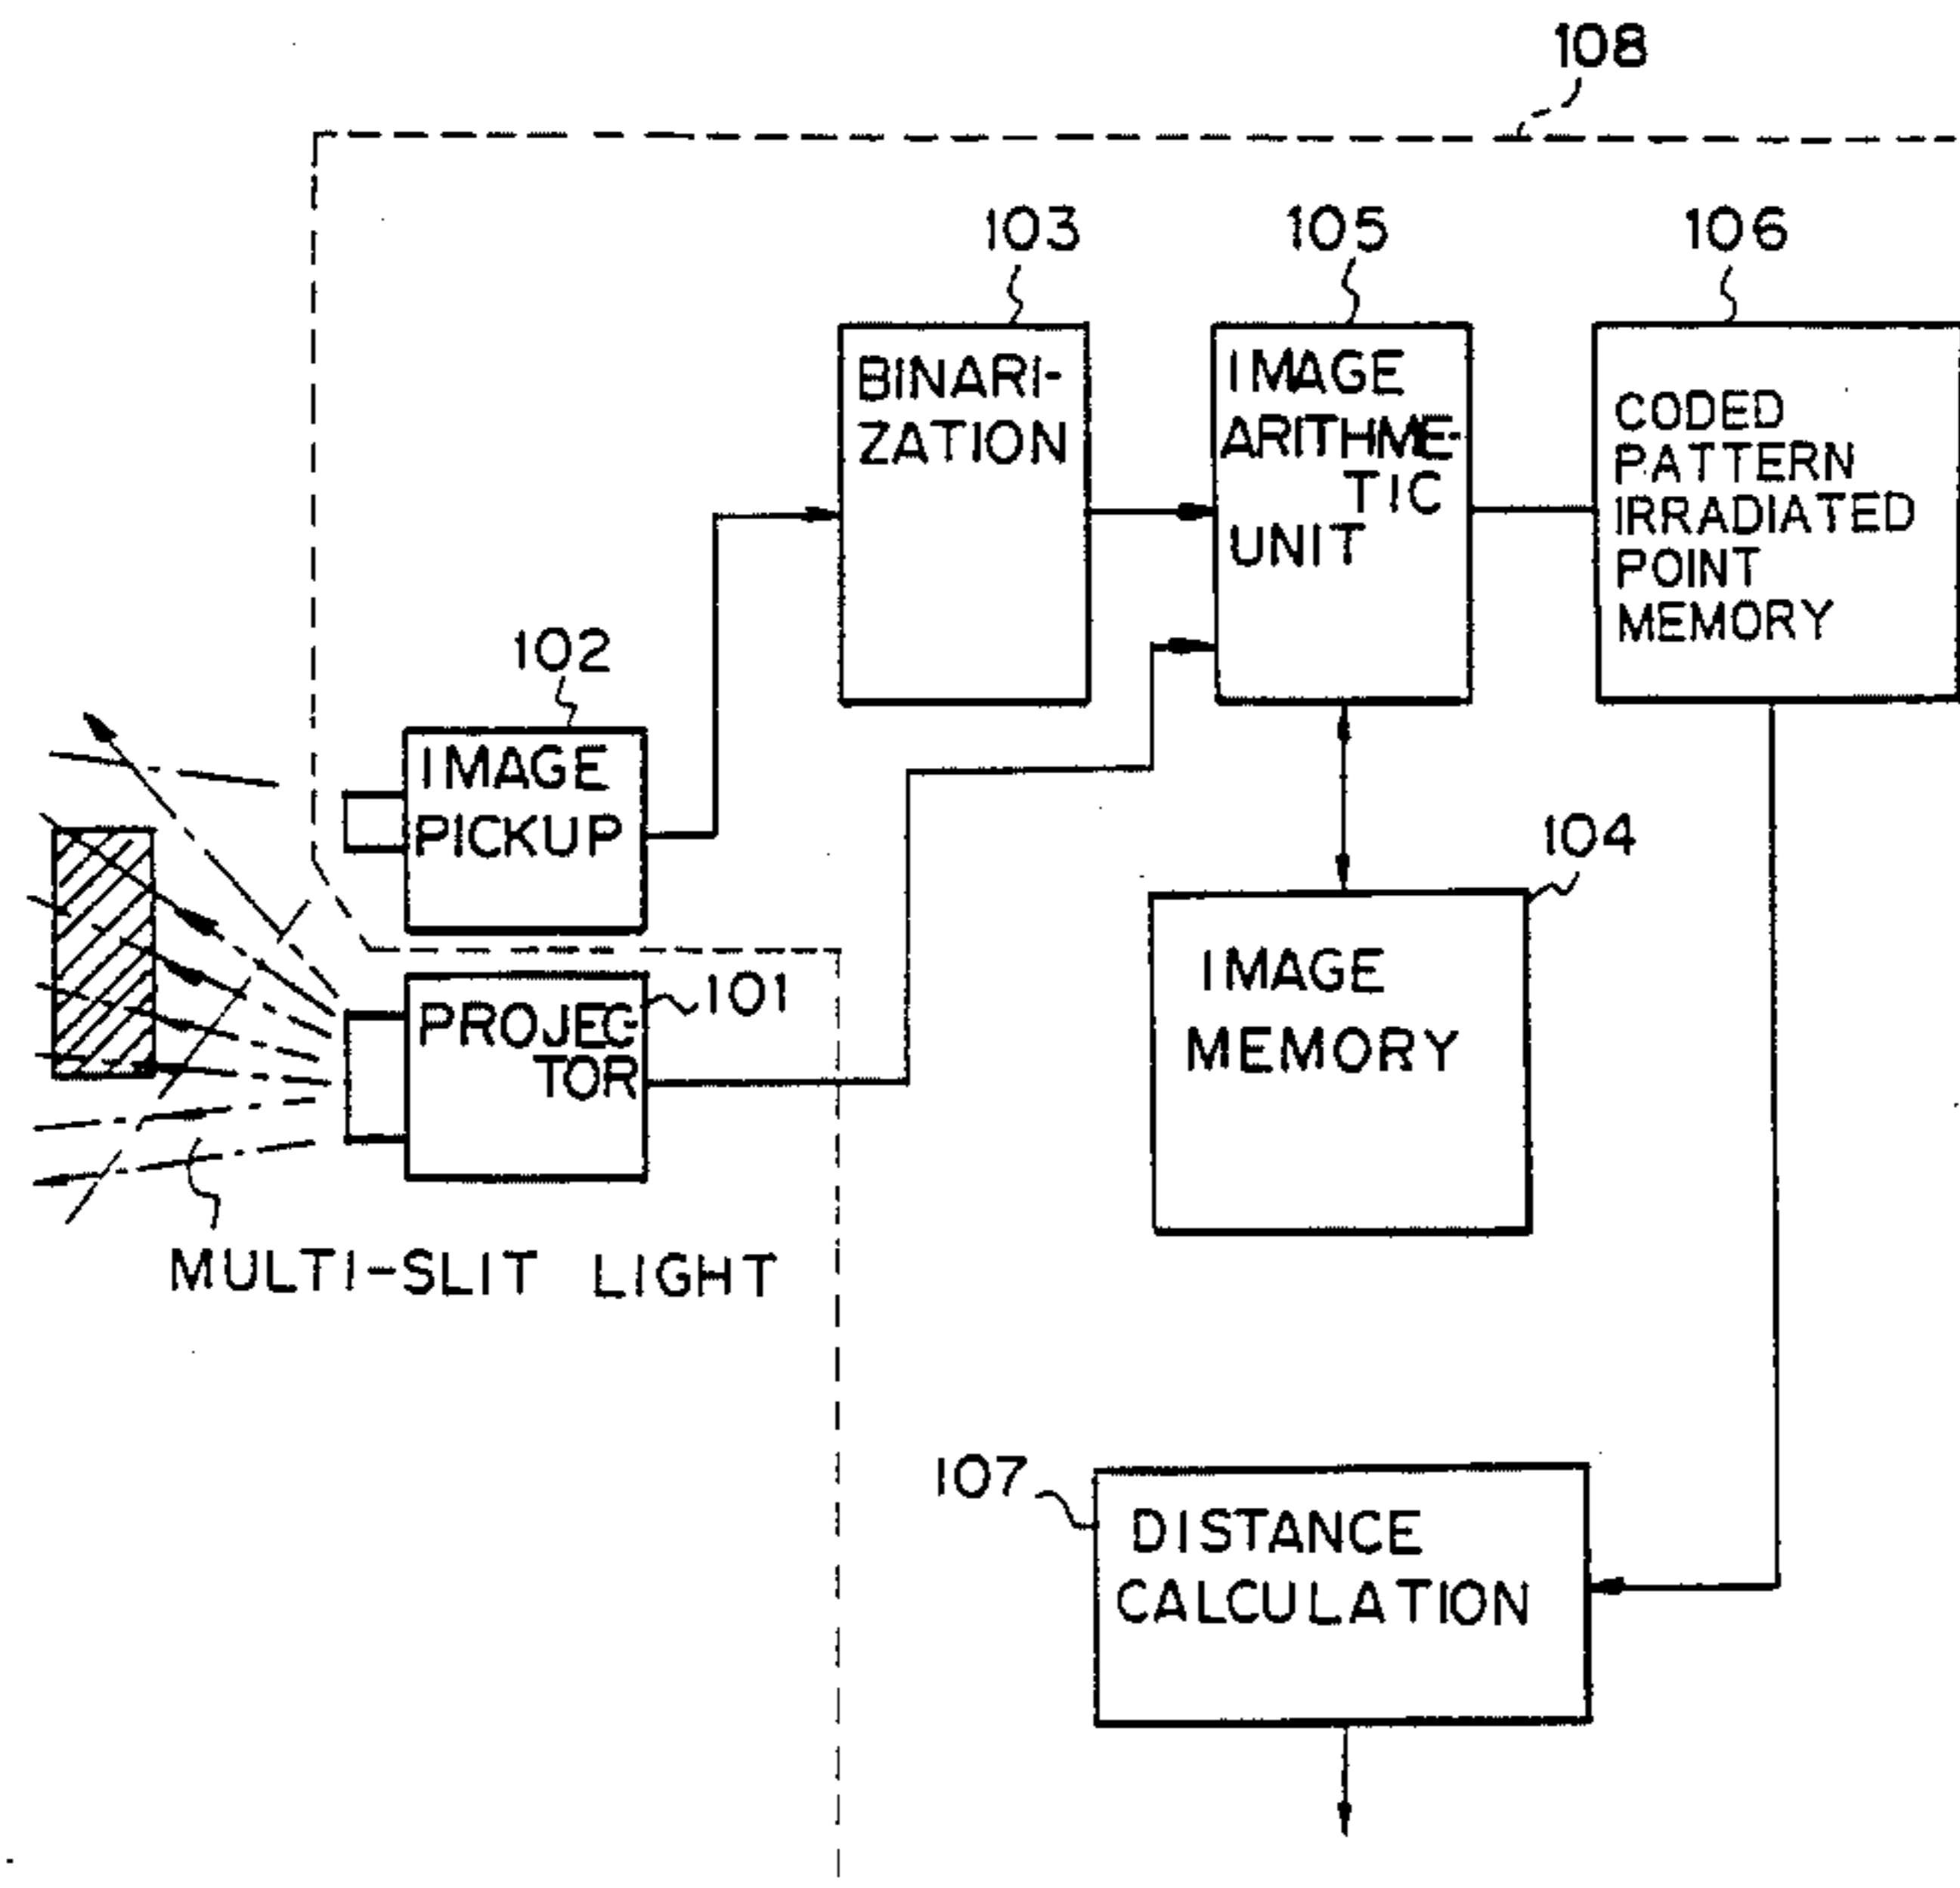 108
103
105
106
BINARI-
ZATION
IMAGE
ARITHME-
TIC
UNIT
CODED
PATTERN
IRRADIATED
POINT
MEMORY
102
IMAGE
PICKUP
104
IMAGE
MEMORY
101
PROJEC-
TOR
MULTI-SLIT LIGHT
107
DISTANCE
CALCULATION